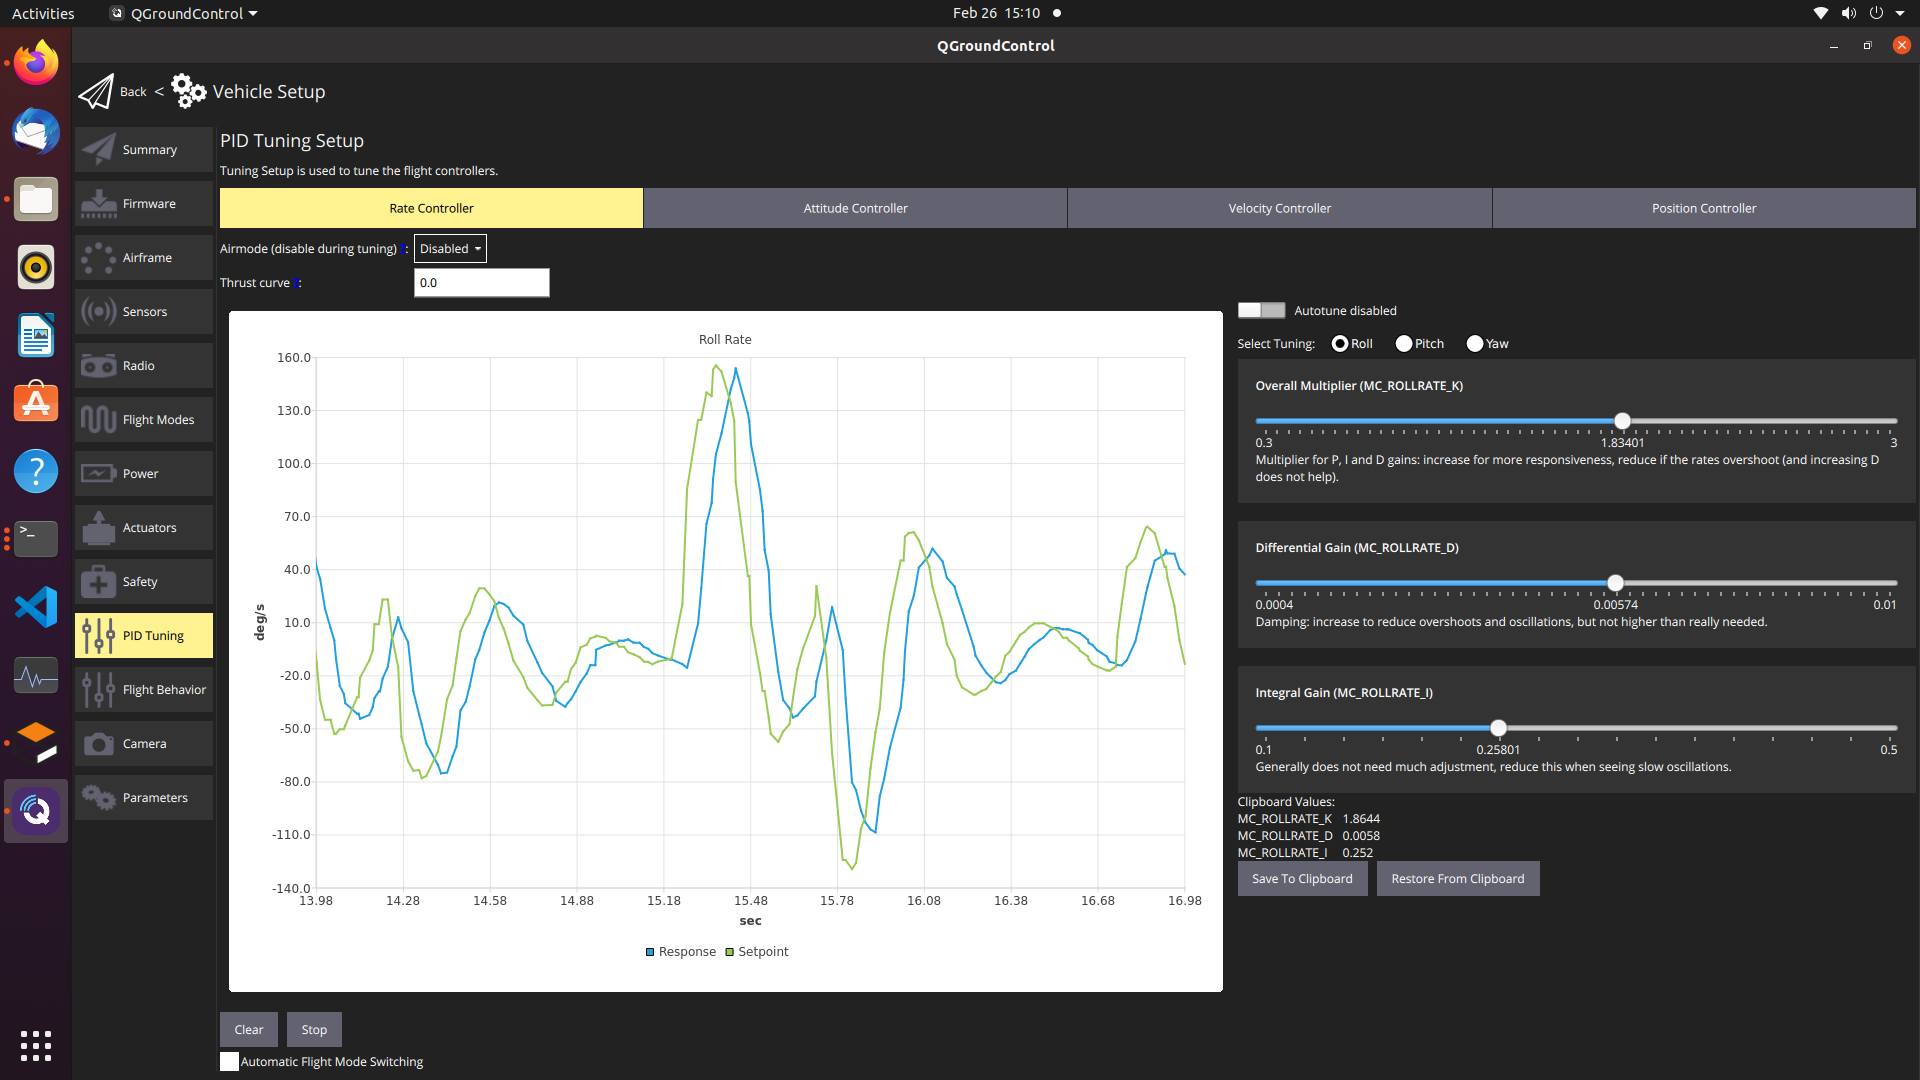 Activities
QGroundControl
Feb 26 15:10
QGroundControl
Back < Vehicle Setup
Summary
Firmware
Airframe
Sensors
Radio
Flight Modes
Power
Actuators
Safety
PID Tuning
Flight Behavior
Camera
Parameters
PID Tuning Setup
Tuning Setup is used to tune the flight controllers.
Rate Controller
Attitude Controller
Velocity Controller
Position Controller
Airmode (disable during tuning) ?: Disabled
Thrust curve ?: 0.0
Roll Rate
160.0
130.0
100.0
70.0
40.0
10.0
-20.0
-50.0
-80.0
-110.0
-140.0
deg/s
13.98 14.28 14.58 14.88 15.18 15.48 15.78 16.08 16.38 16.68 16.98
sec
Response Setpoint
Clear Stop
Automatic Flight Mode Switching
Autotune disabled
Select Tuning: Roll Pitch Yaw
Overall Multiplier (MC_ROLLRATE_K)
0.3 1.83401 3
Multiplier for P, I and D gains: increase for more responsiveness, reduce if the rates overshoot (and increasing D
does not help).
Differential Gain (MC_ROLLRATE_D)
0.0004 0.00574 0.01
Damping: increase to reduce overshoots and oscillations, but not higher than really needed.
Integral Gain (MC_ROLLRATE_I)
0.1 0.25801 0.5
Generally does not need much adjustment, reduce this when seeing slow oscillations.
Clipboard Values:
MC_ROLLRATE_K 1.8644
MC_ROLLRATE_D 0.0058
MC_ROLLRATE_I 0.252
Save To Clipboard Restore From Clipboard